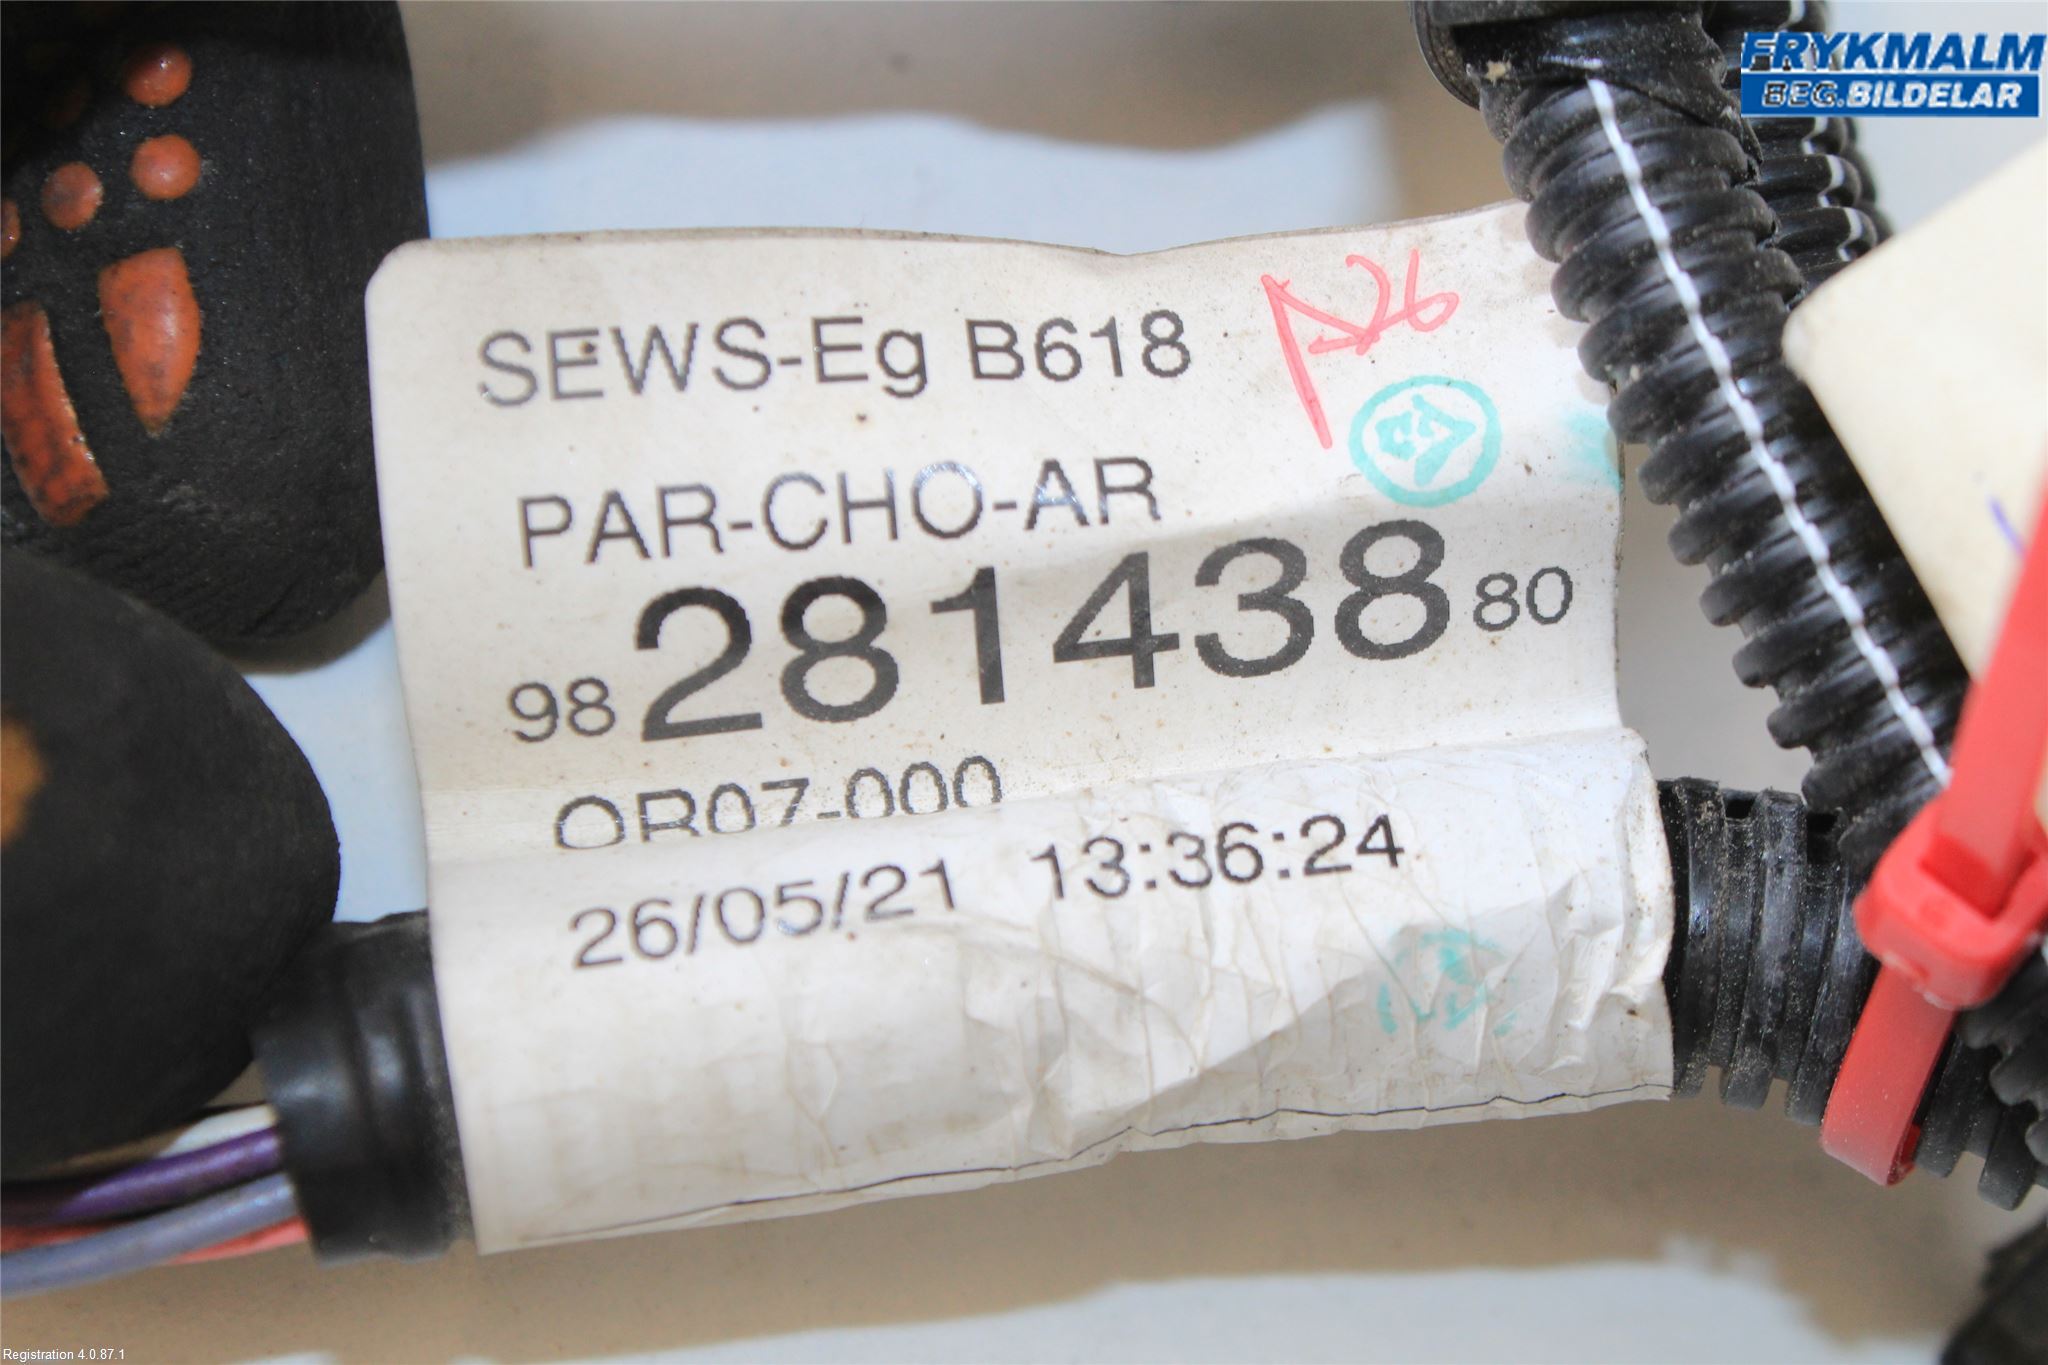 FRYKMALM
BEG.BILDELAR
SEWS-Eg B618
A26
PAR-CHO-AR
98 281438 80
OR07-000
26/05/21 13:36:24
Registration 4.0.87.1